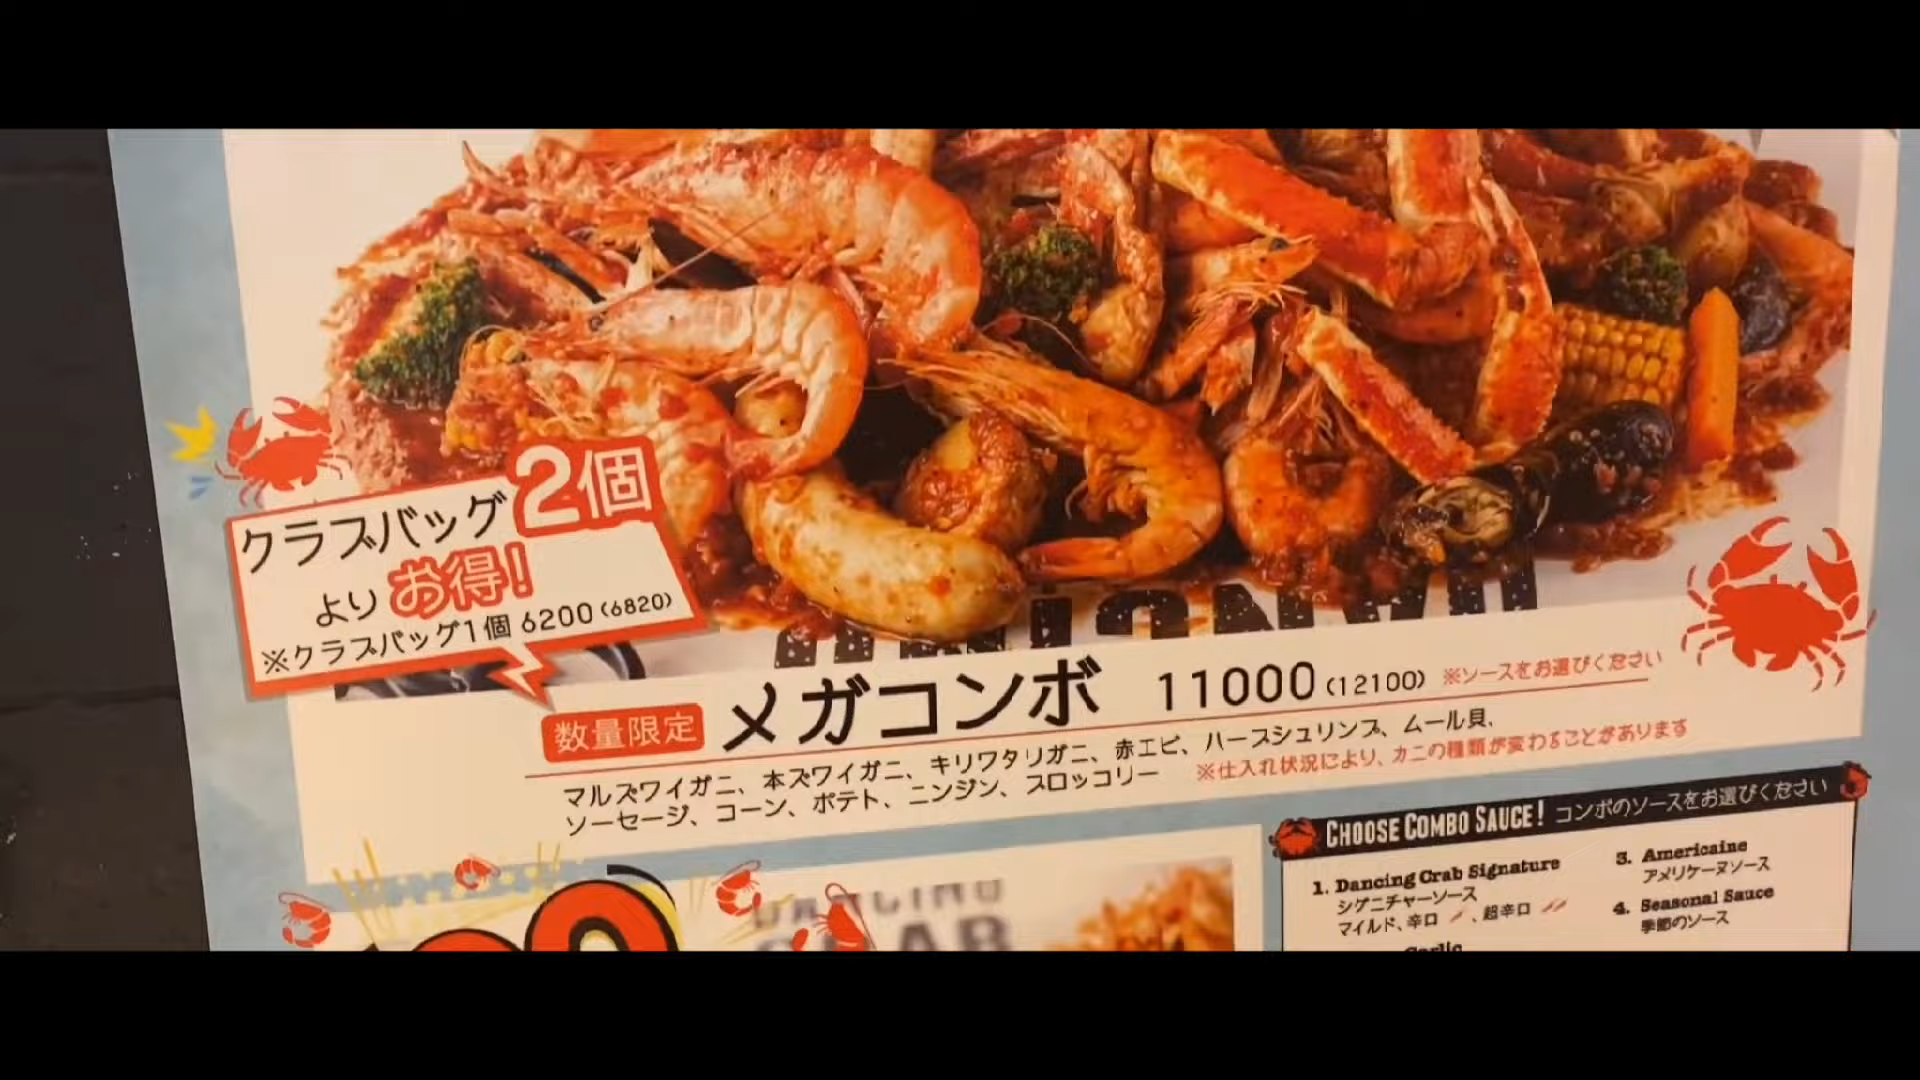 クラブバッグ2個
よりお得!
※クラブバッグ1個 6200(6820)
数量限定 メガコンボ 11000(12100) ※ソースをお選びください
マルズワイガニ、本ズワイガニ、キリワタリガニ、赤エビ、ハーブシュリンプ、ムール貝、
ソーセージ、コーン、ポテト、ニンジン、ブロッコリー ※仕入れ状況により、カニの種類が変わることがあります
CHOOSE COMBO SAUCE! コンボのソースをお選びください
1. Dancing Crab Signature
シグニチャーソース
マイルド、辛口、超辛口
Garlic
3. Americaine
アメリケーヌソース
4. Seasonal Sauce
季節のソース